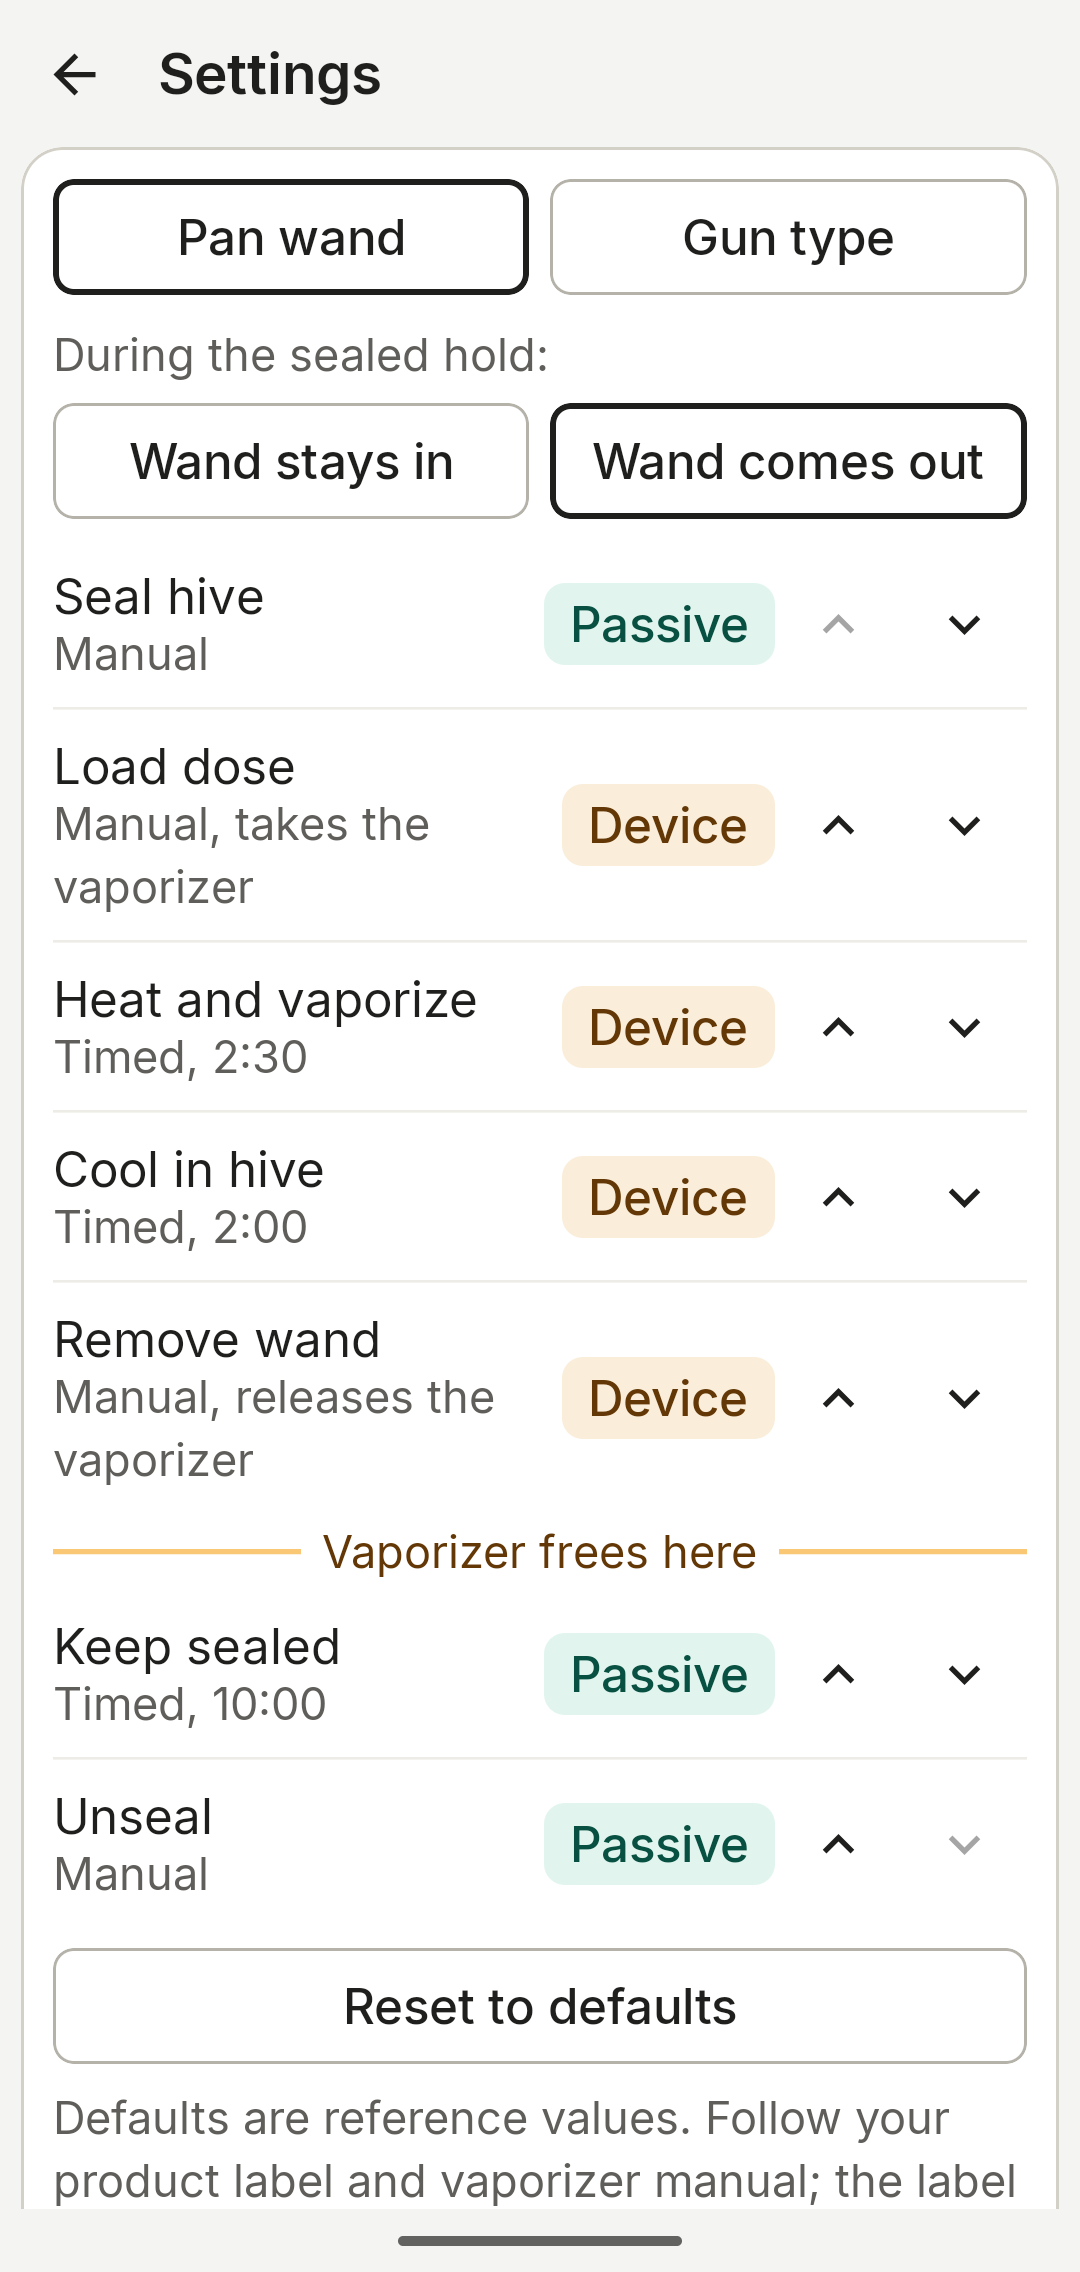 Settings
Pan wand
Gun type
During the sealed hold:
Wand stays in
Wand comes out
Seal hive
Manual
Passive
Load dose
Manual, takes the
vaporizer
Device
Heat and vaporize
Timed, 2:30
Device
Cool in hive
Timed, 2:00
Device
Remove wand
Manual, releases the
vaporizer
Device
Vaporizer frees here
Keep sealed
Timed, 10:00
Passive
Unseal
Manual
Passive
Reset to defaults
Defaults are reference values. Follow your
product label and vaporizer manual; the label